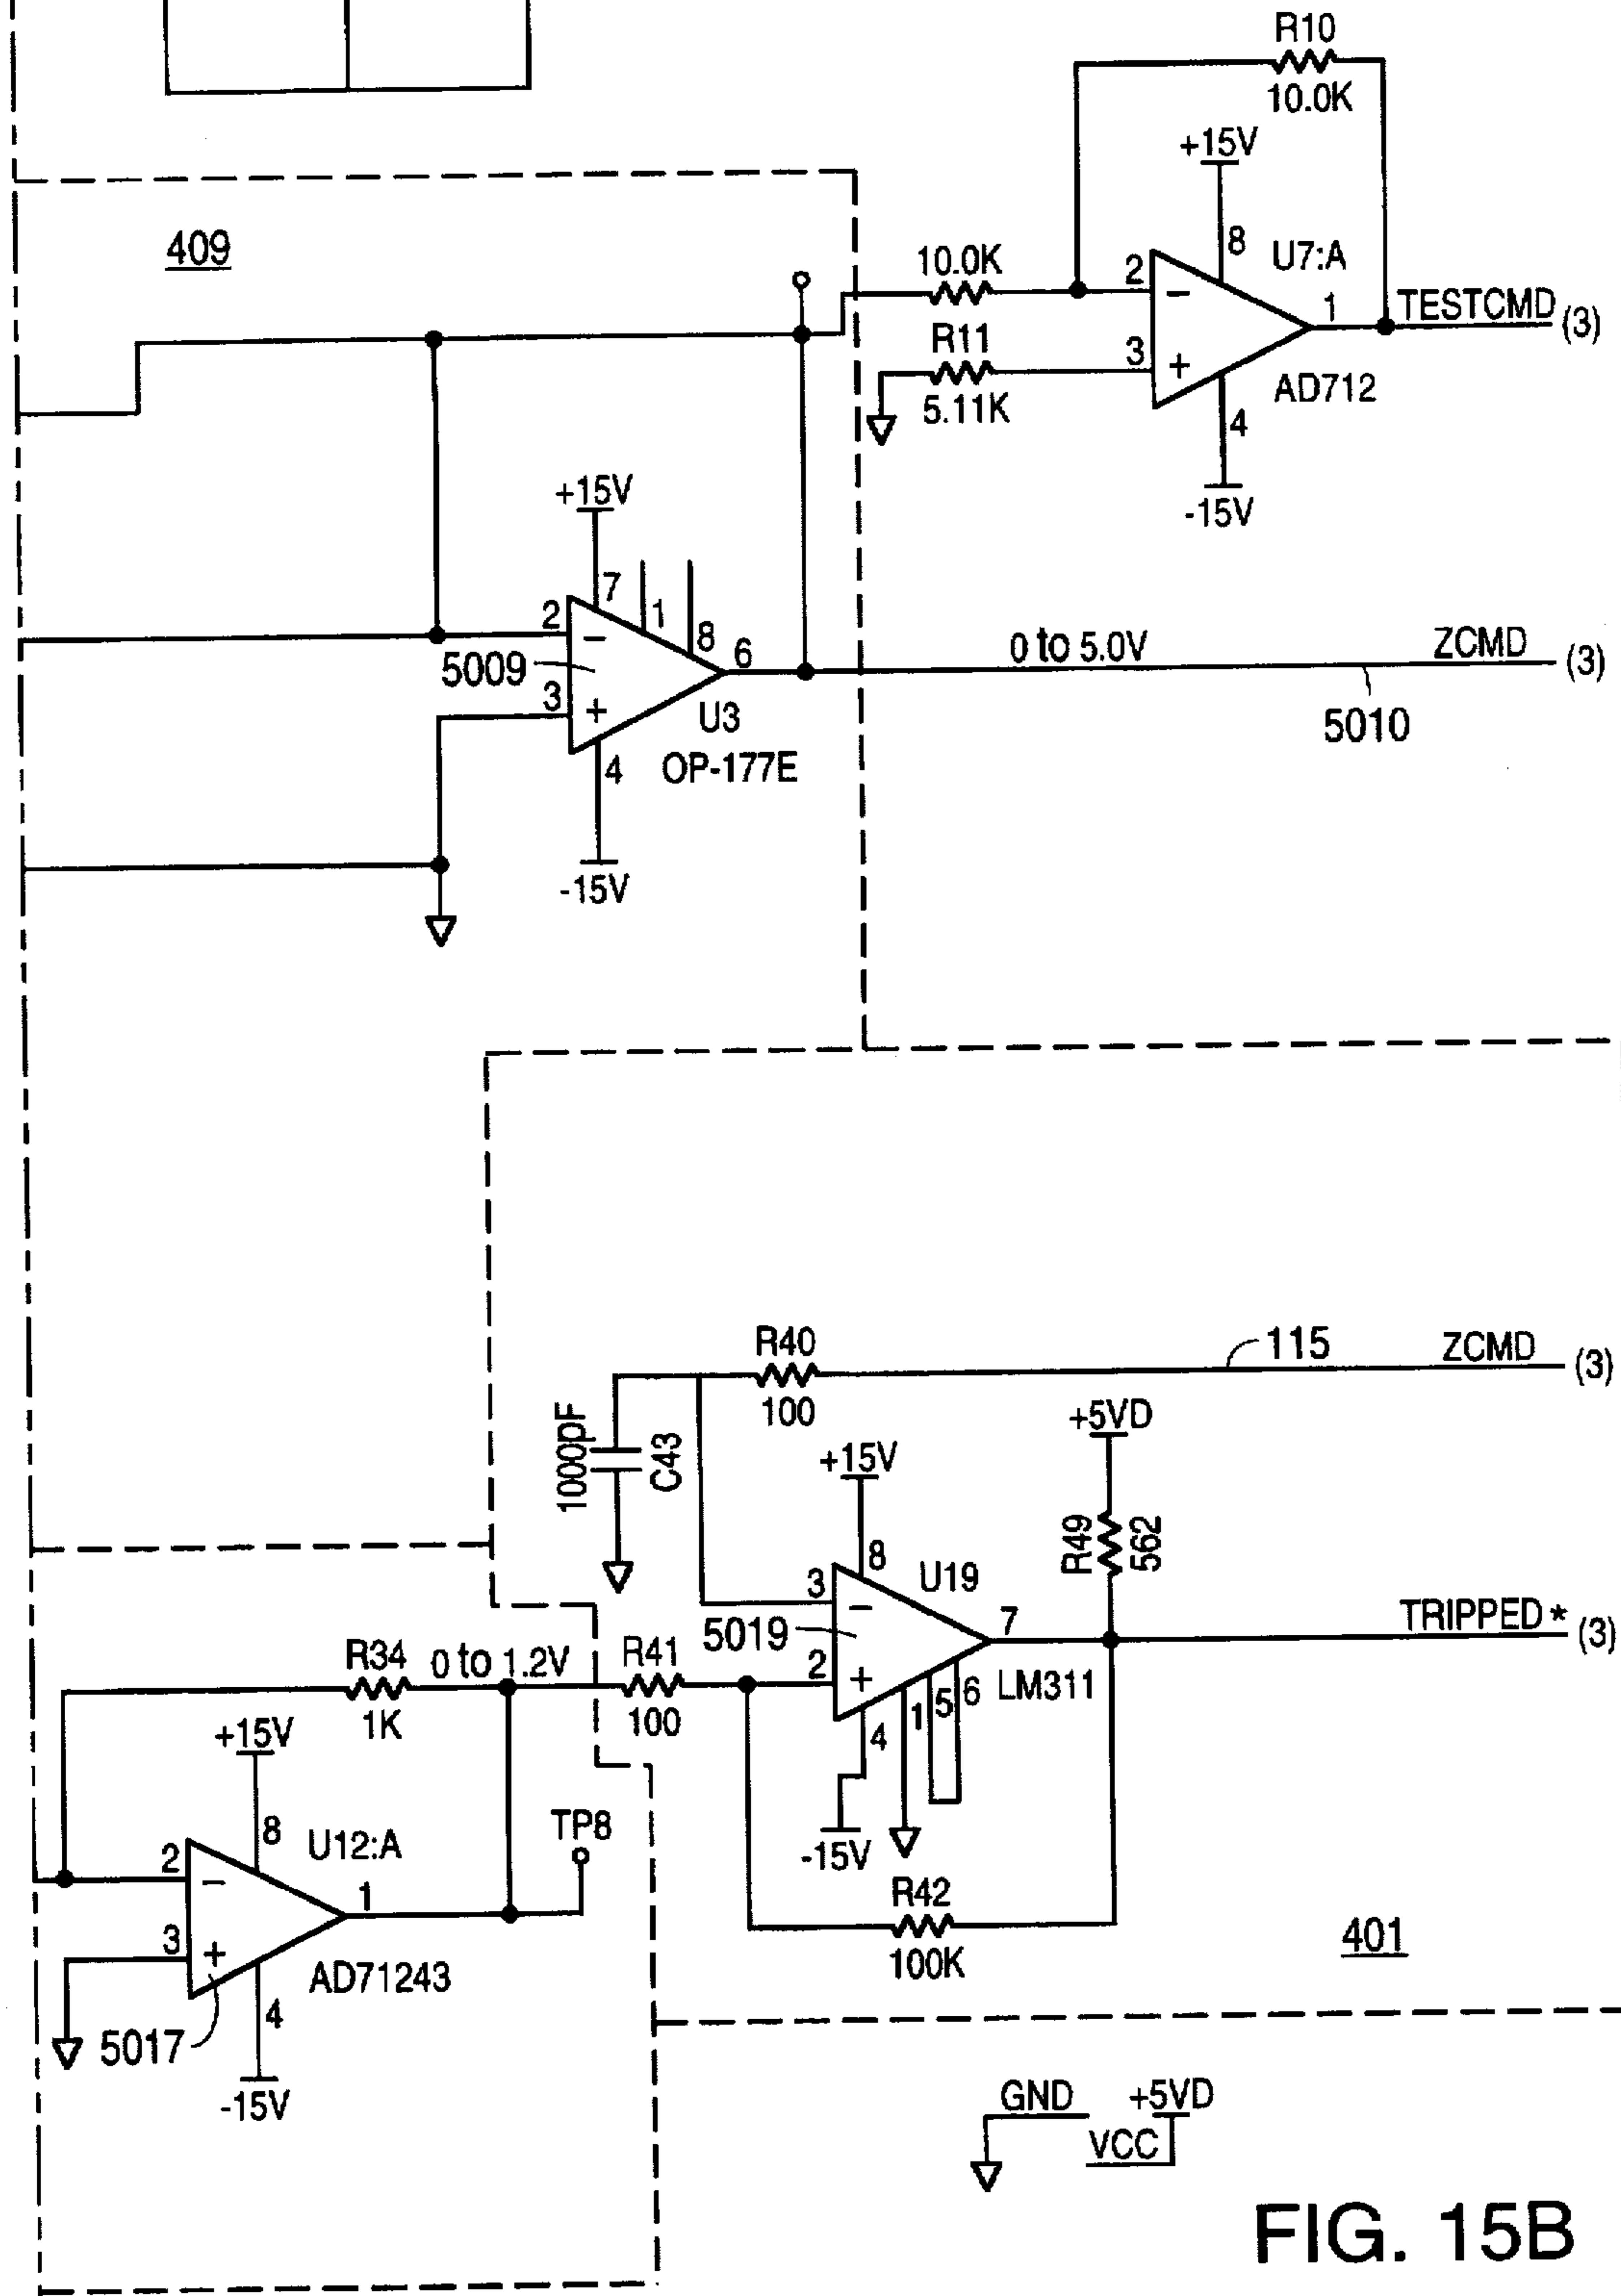 R10
10.0K
+15V
409
8
U7:A
10.0K
2
−
1
TESTCMD (3)
R11
3
+
5.11K
AD712
4
-15V
+15V
7
1
2
−
8
0 to 5.0V
ZCMD (3)
5009
6
3
+
U3
5010
4
OP-177E
-15V
R40
115
ZCMD (3)
100
+5VD
1000pF
C43
+15V
R49
562
8
U19
3
−
7
TRIPPED* (3)
5019
R34
0 to 1.2V
R41
2
+
LM311
6
5
1
1K
100
4
+15V
TP8
-15V
8
U12:A
2
−
1
R42
3
+
100K
401
AD71243
4
5017
-15V
GND
+5VD
VCC
FIG. 15B